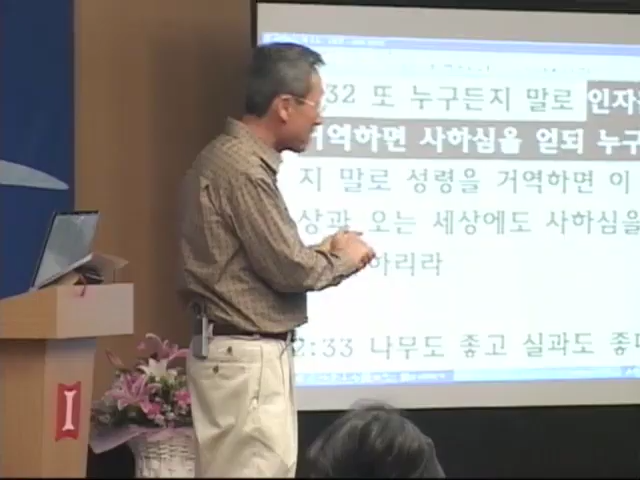 32 또 누구든지 말로 인자
거역하면 사하심을 얻되 누구
지 말로 성령을 거역하면 이
상과 오는 세상에도 사하심을
하리라
2:33 나무도 좋고 실과도 좋
I